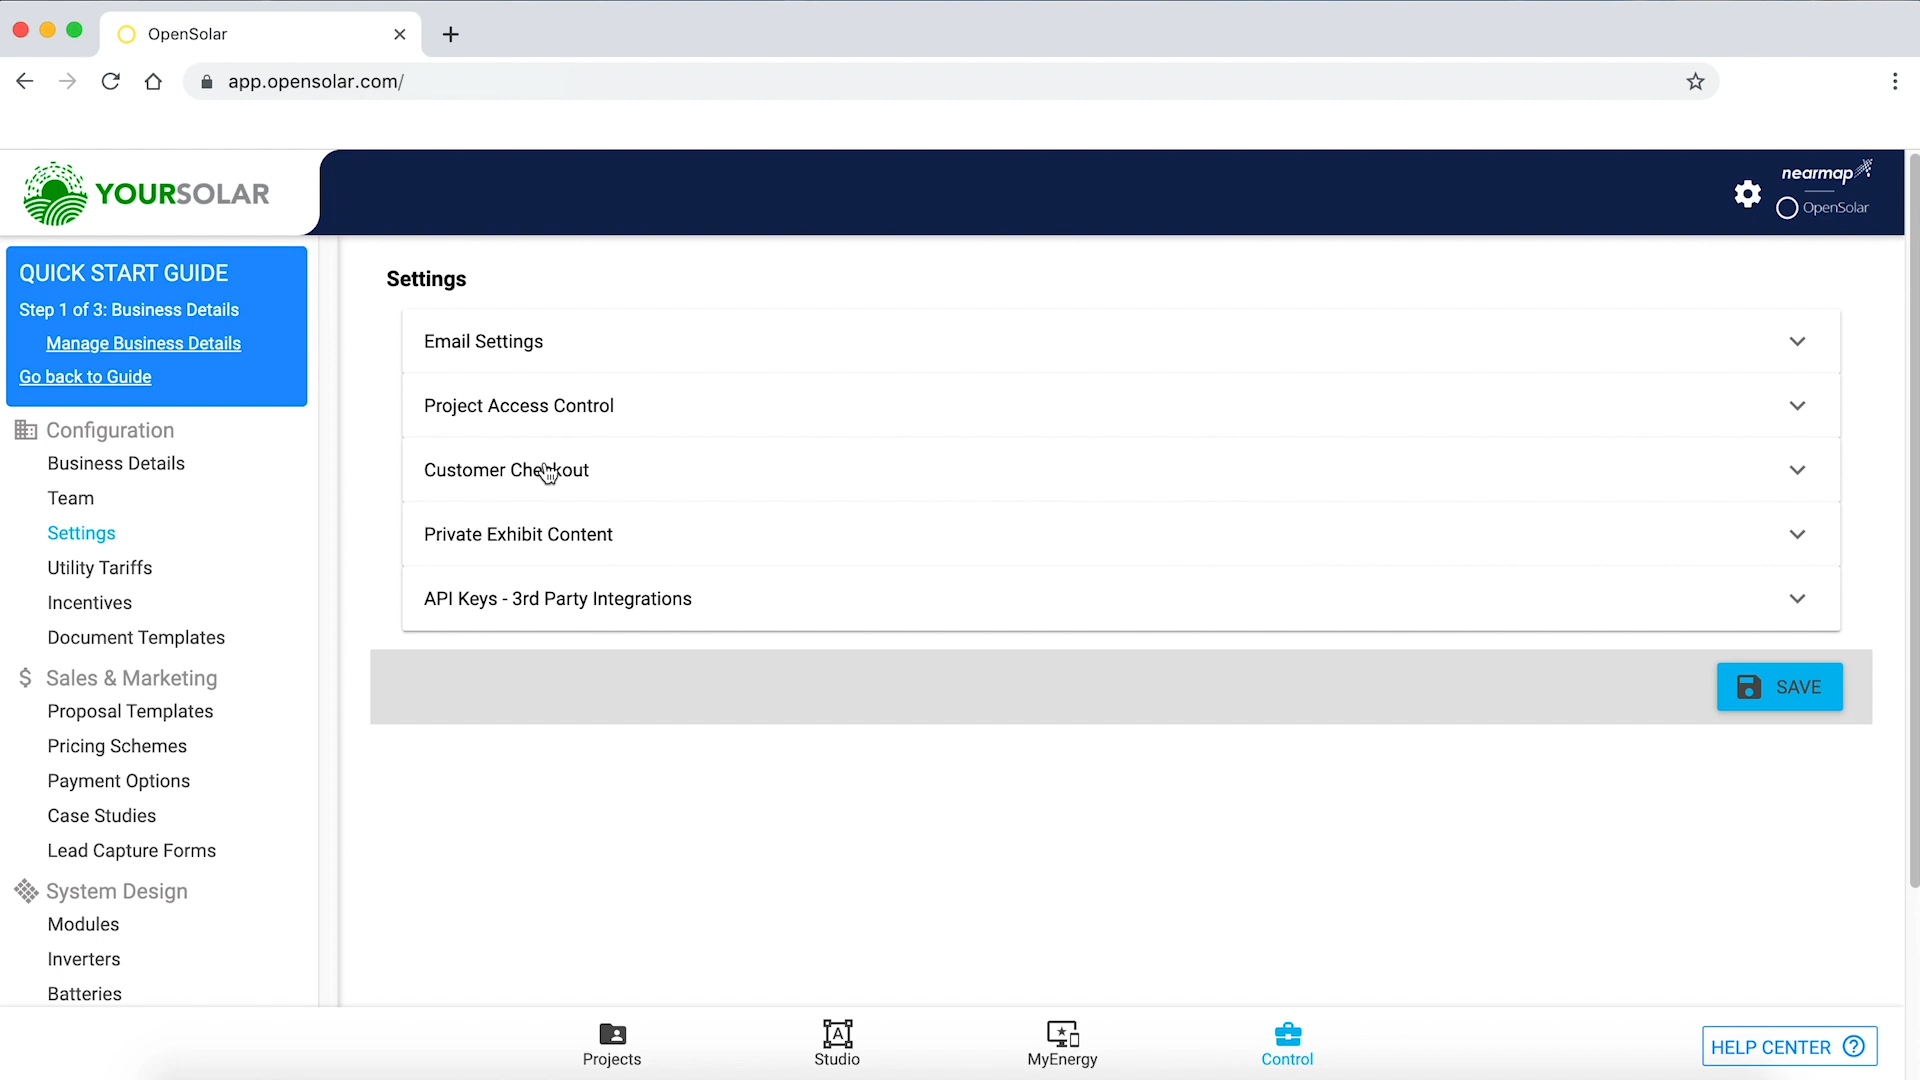 OpenSolar
app.opensolar.com/
YOURSOLAR
nearmap
OpenSolar
QUICK START GUIDE
Step 1 of 3: Business Details
Manage Business Details
Go back to Guide
Configuration
Business Details
Team
Settings
Utility Tariffs
Incentives
Document Templates
Sales & Marketing
Proposal Templates
Pricing Schemes
Payment Options
Case Studies
Lead Capture Forms
System Design
Modules
Inverters
Batteries
Settings
Email Settings
Project Access Control
Customer Checkout
Private Exhibit Content
API Keys - 3rd Party Integrations
SAVE
Projects
Studio
MyEnergy
Control
HELP CENTER